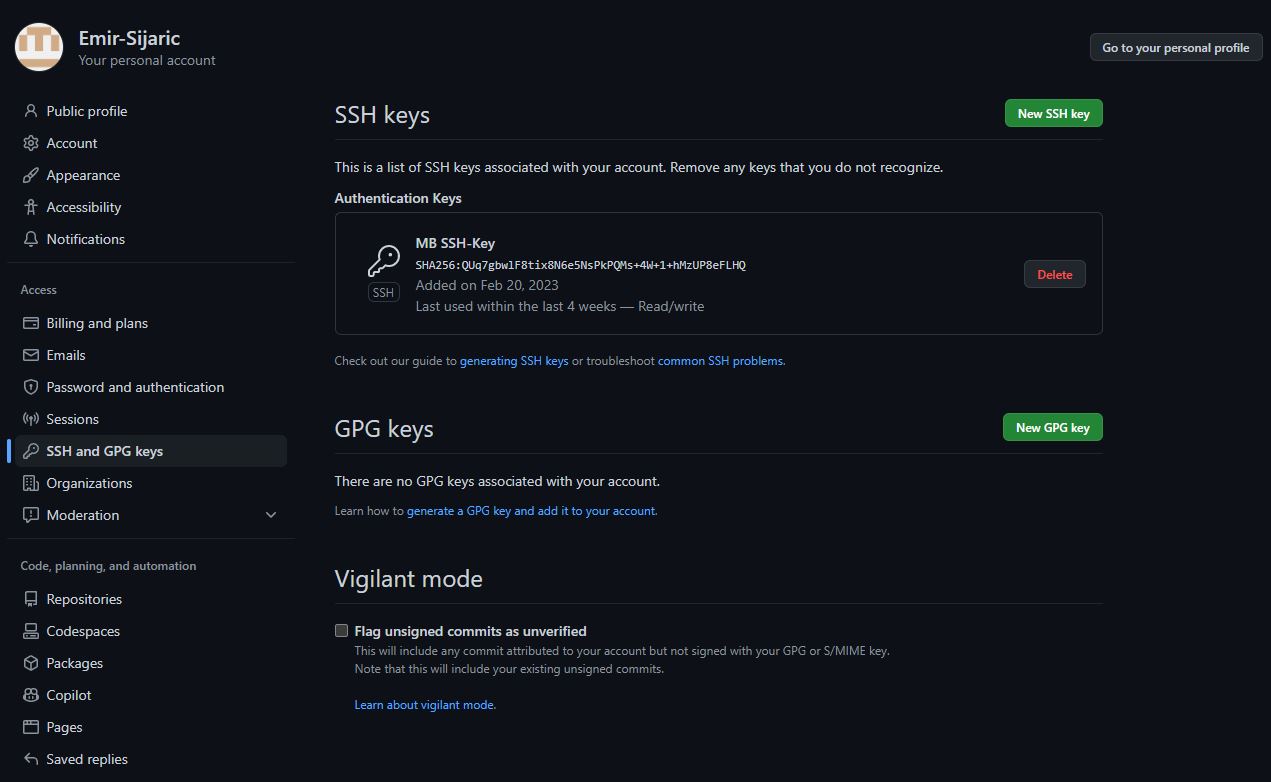 Emir-Sijaric
Your personal account
Go to your personal profile
Public profile
Account
Appearance
Accessibility
Notifications
Access
Billing and plans
Emails
Password and authentication
Sessions
SSH and GPG keys
Organizations
Moderation
Code, planning, and automation
Repositories
Codespaces
Packages
Copilot
Pages
Saved replies
SSH keys
New SSH key
This is a list of SSH keys associated with your account. Remove any keys that you do not recognize.
Authentication Keys
MB SSH-Key
SHA256:QUq7gbwlF8tix8N6e5NsPkPQMs+4W+1+hMzUP8eFLHQ
Added on Feb 20, 2023
Last used within the last 4 weeks — Read/write
SSH
Delete
Check out our guide to generating SSH keys or troubleshoot common SSH problems.
GPG keys
New GPG key
There are no GPG keys associated with your account.
Learn how to generate a GPG key and add it to your account.
Vigilant mode
Flag unsigned commits as unverified
This will include any commit attributed to your account but not signed with your GPG or S/MIME key.
Note that this will include your existing unsigned commits.
Learn about vigilant mode.